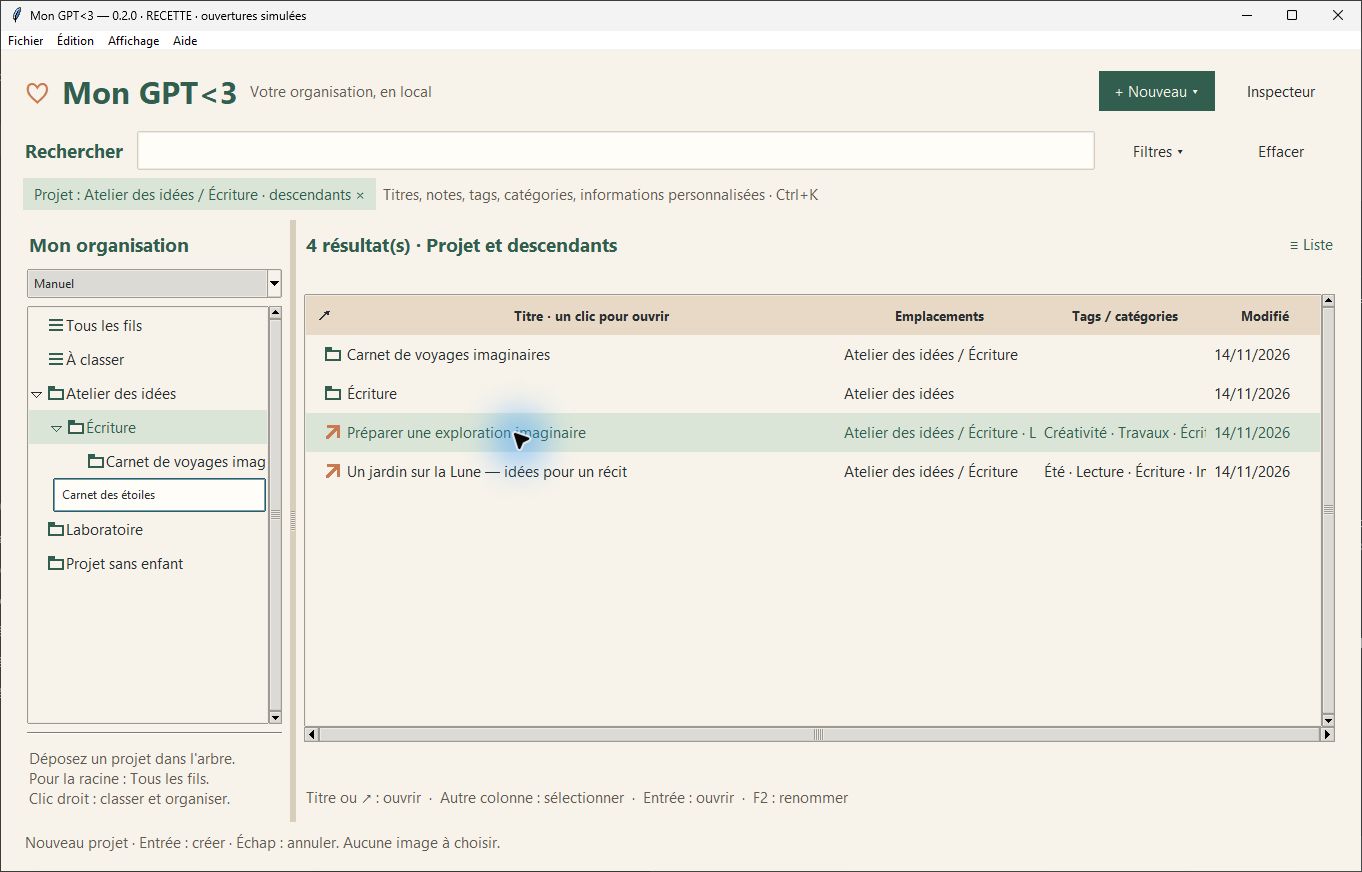 Mon GPT<3 — 0.2.0 · RECETTE · ouvertures simulées
Fichier Édition Affichage Aide
♡ Mon GPT<3 Votre organisation, en local + Nouveau ▾ Inspecteur
Rechercher Filtres ▾ Effacer
Projet : Atelier des idées / Écriture · descendants × Titres, notes, tags, catégories, informations personnalisées · Ctrl+K
Mon organisation
Manuel
Tous les fils
À classer
Atelier des idées
Écriture
Carnet de voyages imag
Carnet des étoiles
Laboratoire
Projet sans enfant
Déposez un projet dans l'arbre.
Pour la racine : Tous les fils.
Clic droit : classer et organiser.
4 résultat(s) · Projet et descendants ≡ Liste
↗ Titre · un clic pour ouvrir Emplacements Tags / catégories Modifié
Carnet de voyages imaginaires Atelier des idées / Écriture 14/11/2026
Écriture Atelier des idées 14/11/2026
Préparer une exploration imaginaire Atelier des idées / Écriture · L Créativité · Travaux · Écri 14/11/2026
Un jardin sur la Lune — idées pour un récit Atelier des idées / Écriture Été · Lecture · Écriture · Ir 14/11/2026
Titre ou ↗ : ouvrir · Autre colonne : sélectionner · Entrée : ouvrir · F2 : renommer
Nouveau projet · Entrée : créer · Échap : annuler. Aucune image à choisir.